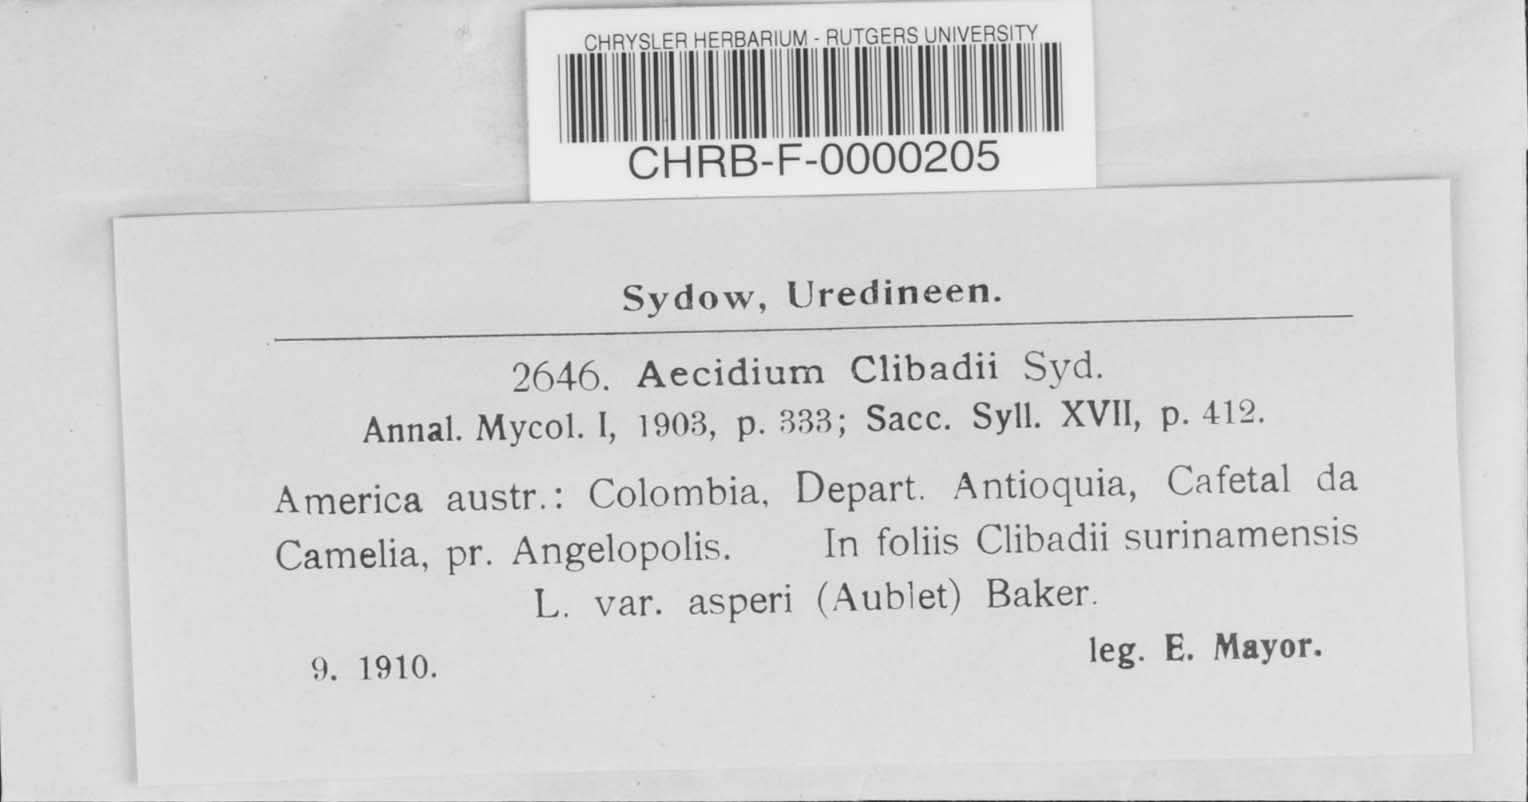 CHRYSLER HERBARIUM - RUTGERS UNIVERSITY
CHRB-F-0000205
Sydow, Uredineen.
2646. Aecidium Clibadii Syd.
Annal. Mycol. I, 1903, p. 333; Sacc. Syll. XVII, p. 412.
America austr.: Colombia, Depart. Antioquia, Cafetal da
Camelia, pr. Angelopolis. In foliis Clibadii surinamensis
L. var. asperi (Aublet) Baker.
leg. E. Mayor.
9. 1910.